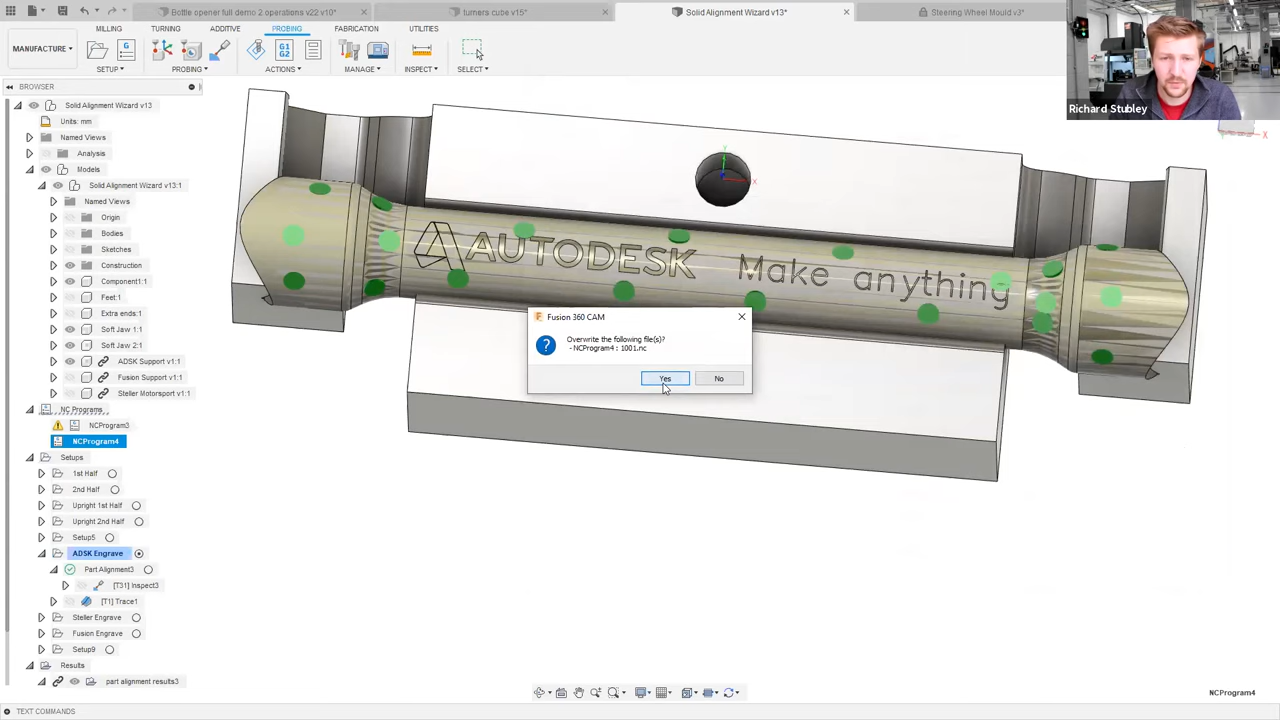 Bottle opener full demo 2 operations v22 v10*
turners cube v15*
Solid Alignment Wizard v13*
Steering Wheel Mould v3*
MANUFACTURE
MILLING
TURNING
ADDITIVE
PROBING
FABRICATION
UTILITIES
G
G1
G2
SETUP
PROBING
ACTIONS
MANAGE
INSPECT
SELECT
Richard Stubley
BROWSER
Solid Alignment Wizard v13
Units: mm
Named Views
Analysis
Models
Solid Alignment Wizard v13:1
Named Views
Origin
Bodies
Sketches
Construction
Component1:1
Feet:1
Extra ends:1
Soft Jaw 1:1
Soft Jaw 2:1
ADSK Support v1:1
Fusion Support v1:1
Steller Motorsport v1:1
NC Programs
NCProgram3
NCProgram4
Setups
1st Half
2nd Half
Upright 1st Half
Upright 2nd Half
Setup5
ADSK Engrave
Part Alignment3
[T31] Inspect3
[T1] Trace1
Steller Engrave
Fusion Engrave
Setup9
Results
part alignment results3
Y
X
X
AUTODESK Make anything
Fusion 360 CAM
Overwrite the following file(s)?
- NCProgram4 : 1001.nc
Yes
No
NCProgram4
TEXT COMMANDS